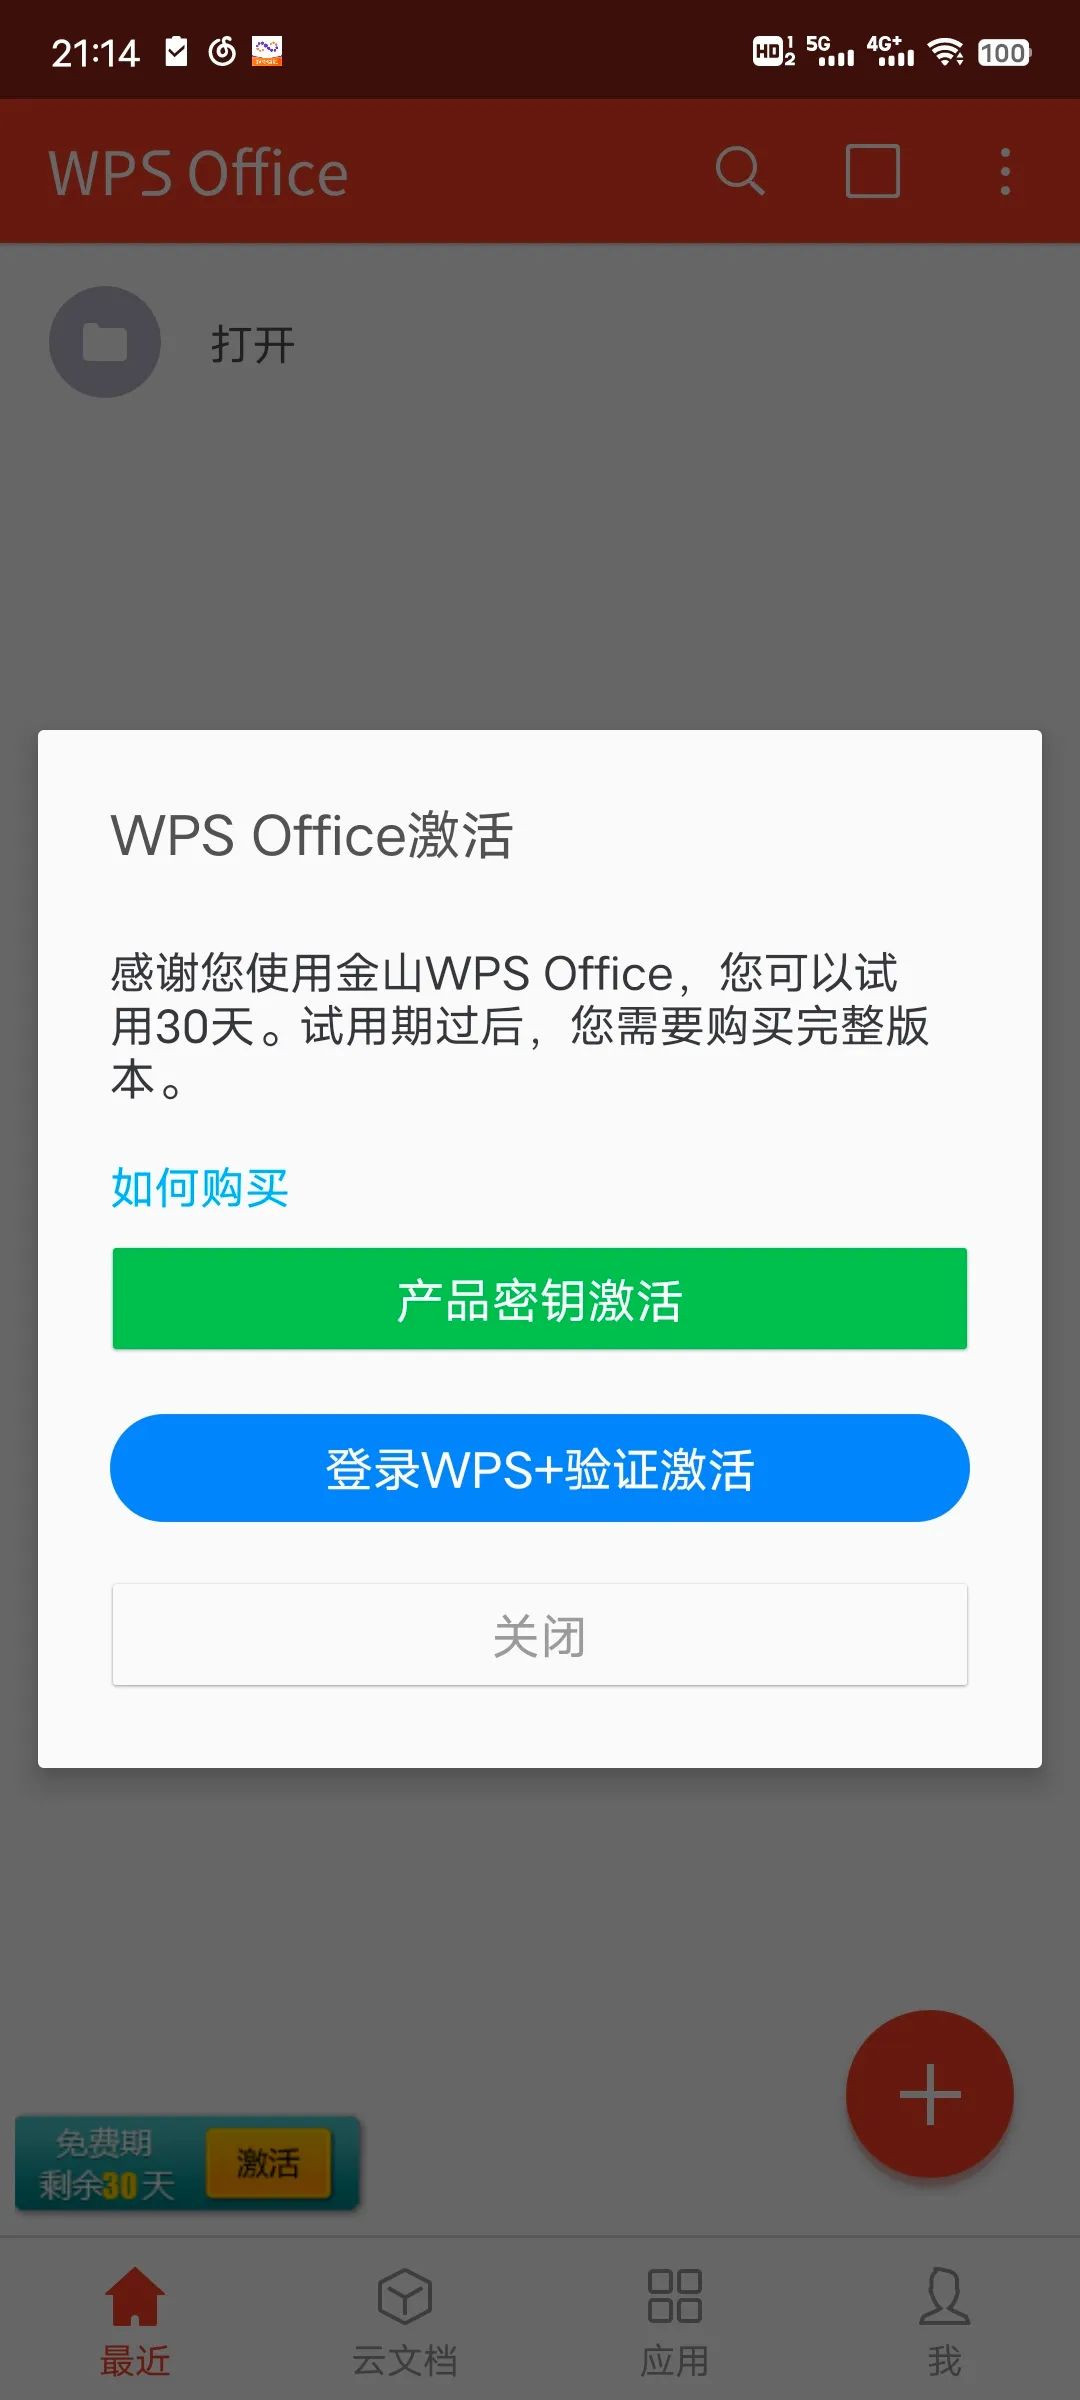 21:14
HD 1 2 5G 4G+ 100
WPS Office
打开
WPS Office激活
感谢您使用金山WPS Office，您可以试
用30天。试用期过后，您需要购买完整版
本。
如何购买
产品密钥激活
登录WPS+验证激活
关闭
免费期
剩余30天
激活
最近
云文档
应用
我